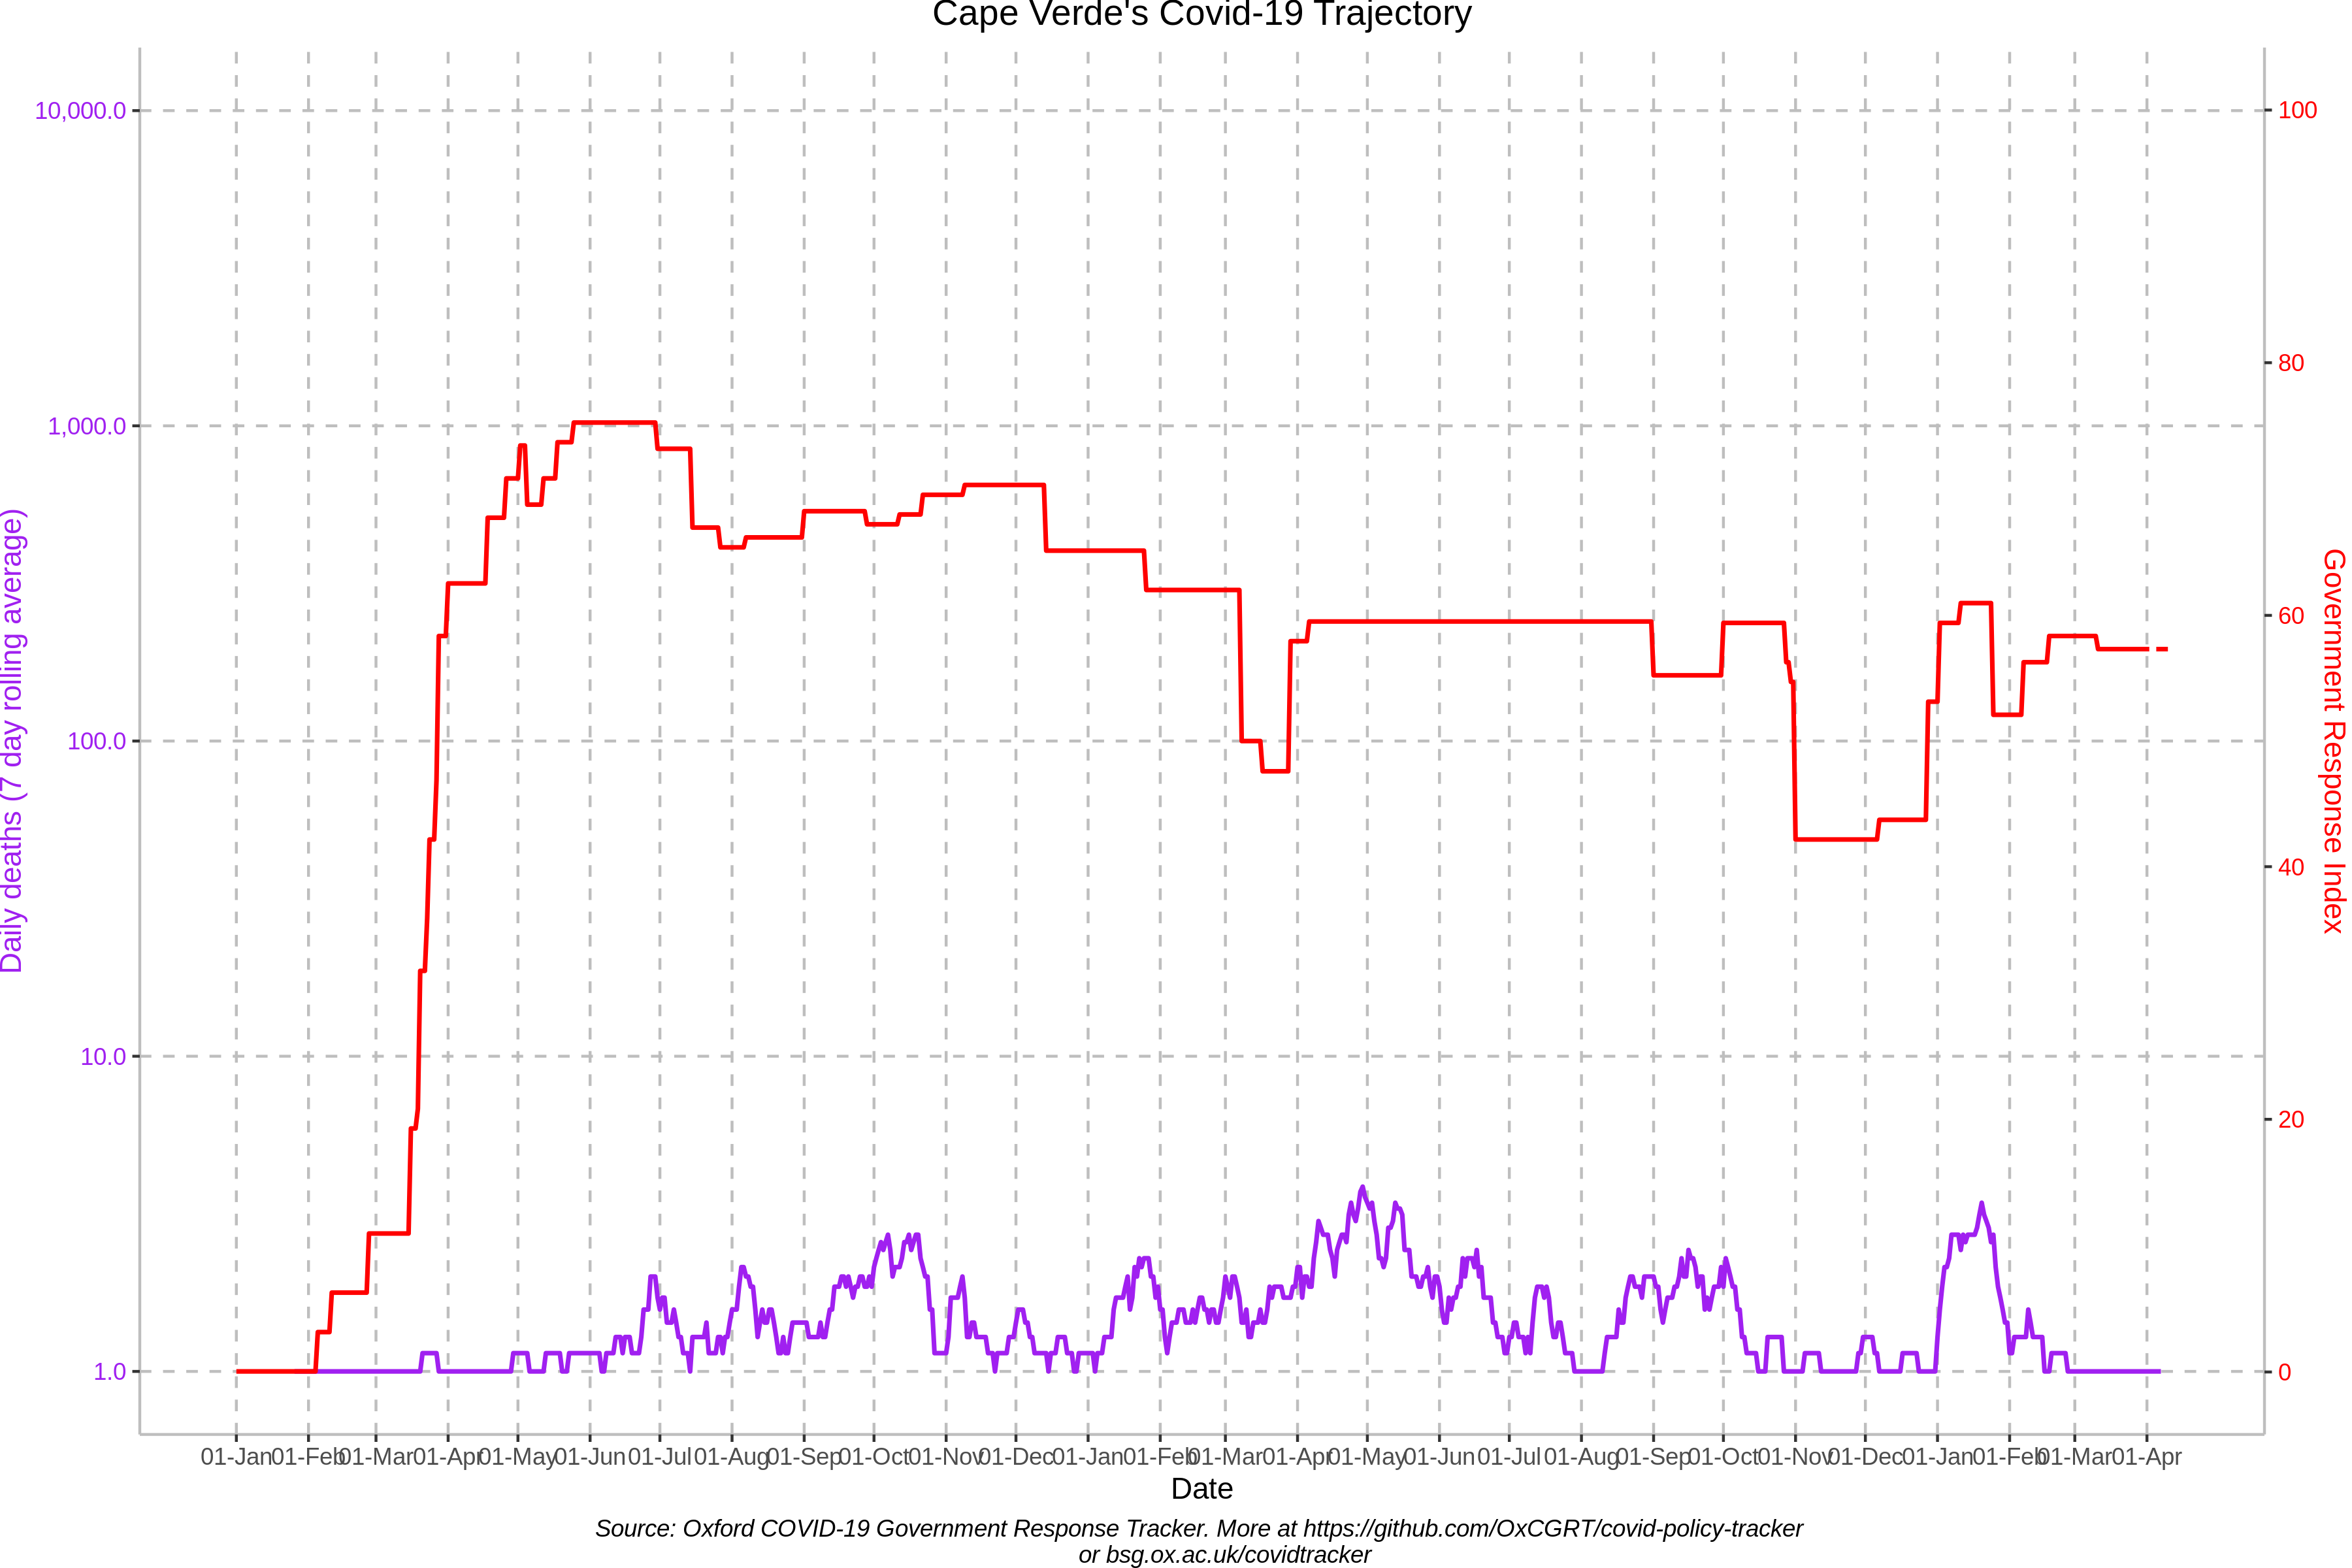 Cape Verde's Covid-19 Trajectory
10,000.0
1,000.0
100.0
10.0
1.0
Daily deaths (7 day rolling average)
100
80
60
40
20
0
Government Response Index
01-Jan 01-Feb 01-Mar 01-Apr 01-May 01-Jun 01-Jul 01-Aug 01-Sep 01-Oct 01-Nov 01-Dec 01-Jan 01-Feb 01-Mar 01-Apr 01-May 01-Jun 01-Jul 01-Aug 01-Sep 01-Oct 01-Nov 01-Dec 01-Jan 01-Feb 01-Mar 01-Apr
Date
Source: Oxford COVID-19 Government Response Tracker. More at https://github.com/OxCGRT/covid-policy-tracker
or bsg.ox.ac.uk/covidtracker